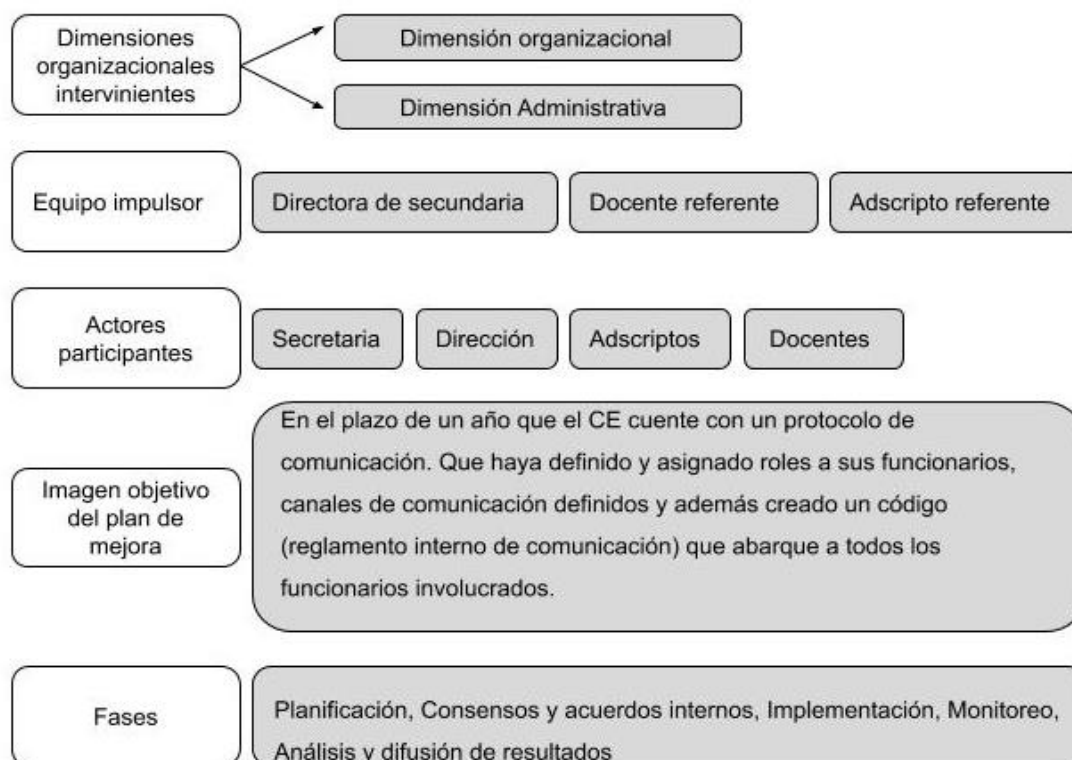 Dimensiones
organizacionales
intervinientes
Dimensión organizacional
Dimensión Administrativa
Equipo impulsor
Directora de secundaria
Docente referente
Adscripto referente
Actores
participantes
Secretaria
Dirección
Adscriptos
Docentes
Imagen objetivo
del plan de
mejora
En el plazo de un año que el CE cuente con un protocolo de
comunicación. Que haya definido y asignado roles a sus funcionarios,
canales de comunicación definidos y además creado un código
(reglamento interno de comunicación) que abarque a todos los
funcionarios involucrados.
Fases
Planificación, Consensos y acuerdos internos, Implementación, Monitoreo,
Análisis y difusión de resultados